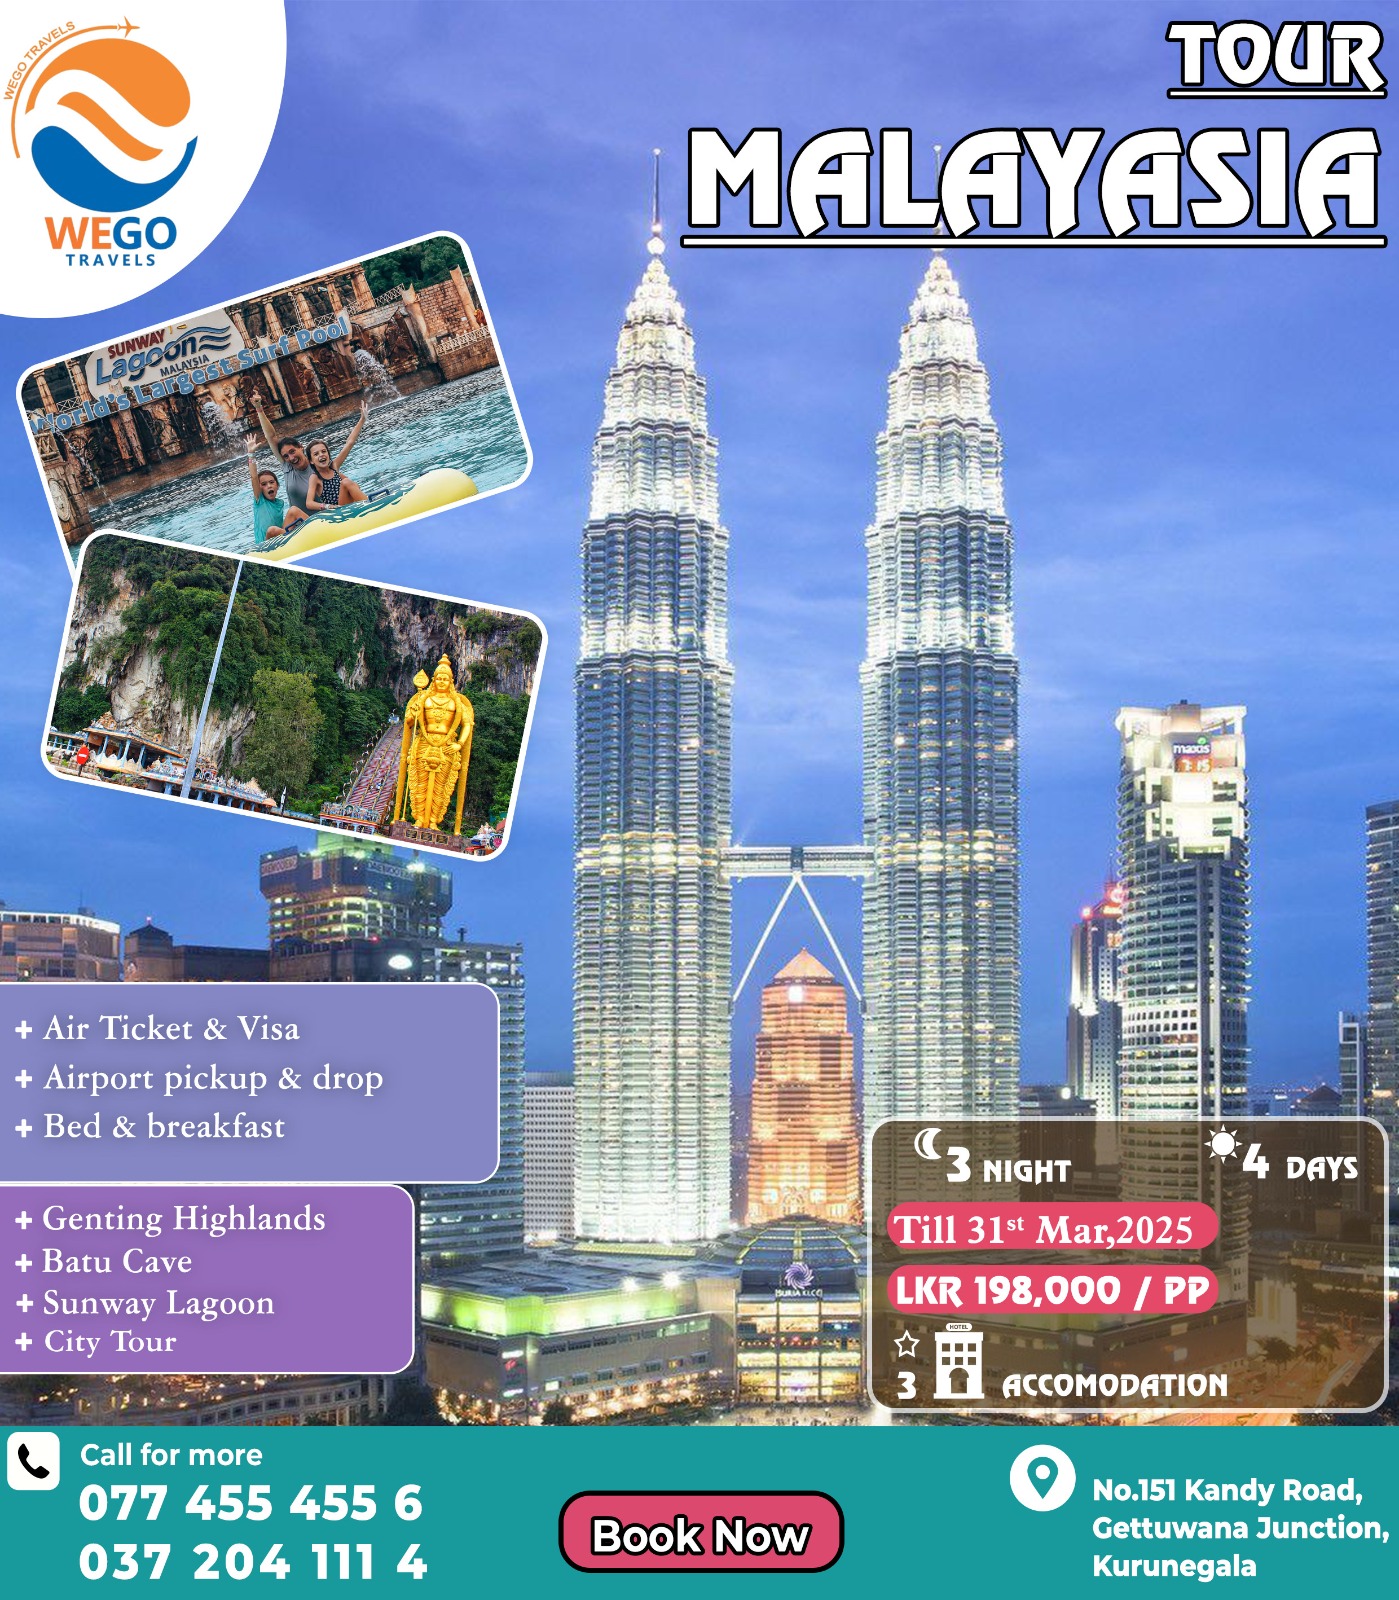 WEGO TRAVELS
WEGO
TRAVELS
TOUR
MALAYASIA
SUNWAY
Lagoon
MALAYSIA
World's Largest Surf Pool
maxis
7:15
+ Air Ticket & Visa
+ Airport pickup & drop
+ Bed & breakfast
+ Genting Highlands
+ Batu Cave
+ Sunway Lagoon
+ City Tour
SURIA KLCC
3 NIGHT
4 DAYS
Till 31st Mar,2025
LKR 198,000 / PP
HOTEL
3 ACCOMODATION
Call for more
077 455 455 6
037 204 111 4
Book Now
No.151 Kandy Road,
Gettuwana Junction,
Kurunegala